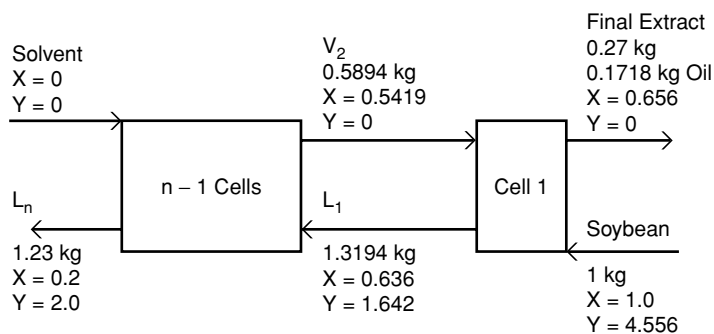 Solvent
X = 0
Y = 0
V2
0.5894 kg
X = 0.5419
Y = 0
Final Extract
0.27 kg
0.1718 kg Oil
X = 0.656
Y = 0
n – 1 Cells
Cell 1
Ln
1.23 kg
X = 0.2
Y = 2.0
L1
1.3194 kg
X = 0.636
Y = 1.642
Soybean
1 kg
X = 1.0
Y = 4.556